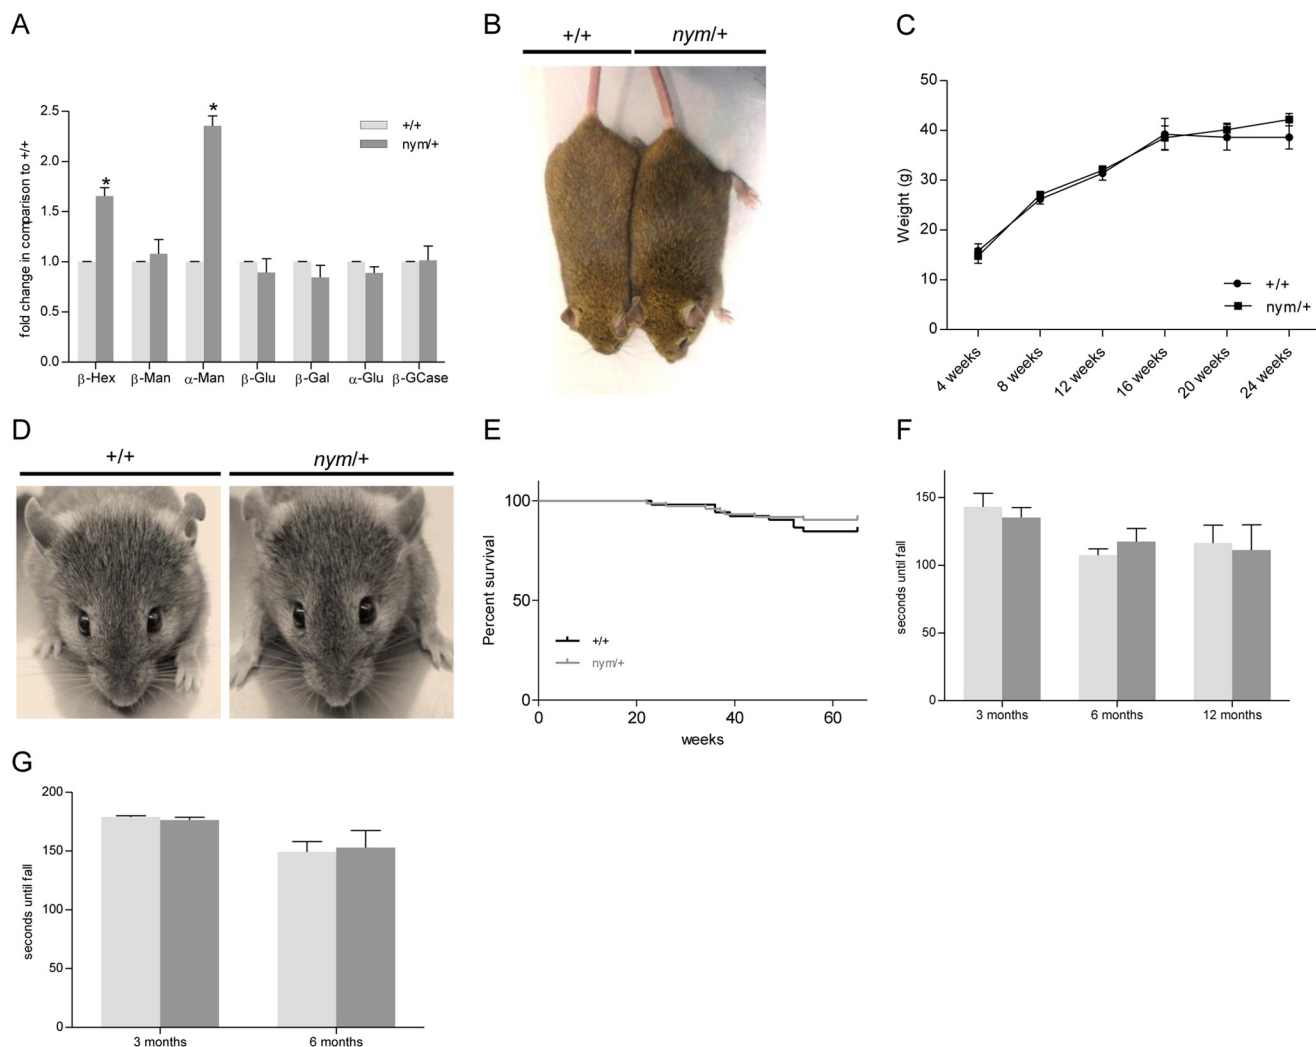 A
fold change in comparison to +/+
2.5
2.0
1.5
1.0
0.5
0.0
*
*
+/+
nym/+
β-Hex β-Man α-Man β-Glu β-Gal α-Glu β-GCase
B
+/+ nym/+
C
Weight (g)
50
40
30
20
10
0
+/+
nym/+
4 weeks 8 weeks 12 weeks 16 weeks 20 weeks 24 weeks
D
+/+ nym/+
E
Percent survival
100
50
0
+/+
nym/+
0 20 40 60
weeks
F
seconds until fall
150
100
50
0
3 months 6 months 12 months
G
seconds until fall
200
150
100
50
0
3 months 6 months